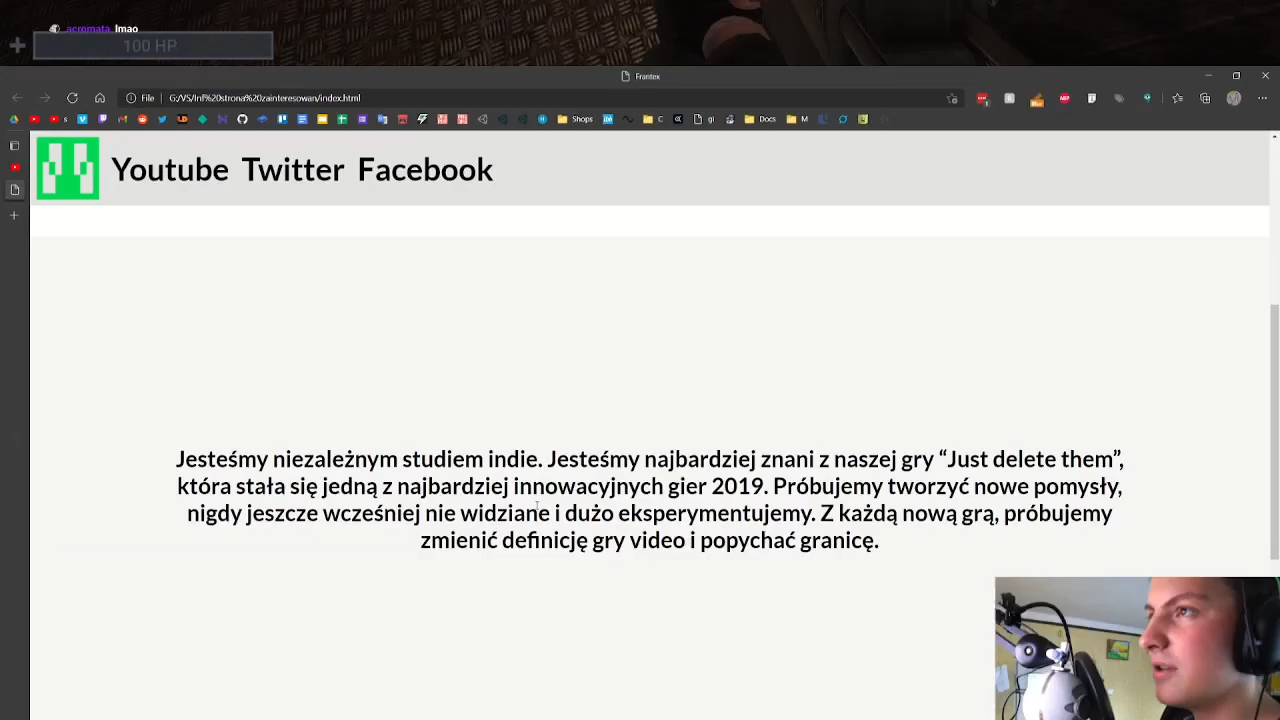 acromata lmao
100 HP
Frantex
File | G:/VS/Inf%20strona%20zainteresowan/index.html
s Shops C gi Docs M
Youtube Twitter Facebook
Jesteśmy niezależnym studiem indie. Jesteśmy najbardziej znani z naszej gry “Just delete them”,
która stała się jedną z najbardziej innowacyjnych gier 2019. Próbujemy tworzyć nowe pomysły,
nigdy jeszcze wcześniej nie widziane i dużo eksperymentujemy. Z każdą nową grą, próbujemy
zmienić definicję gry video i popychać granicę.